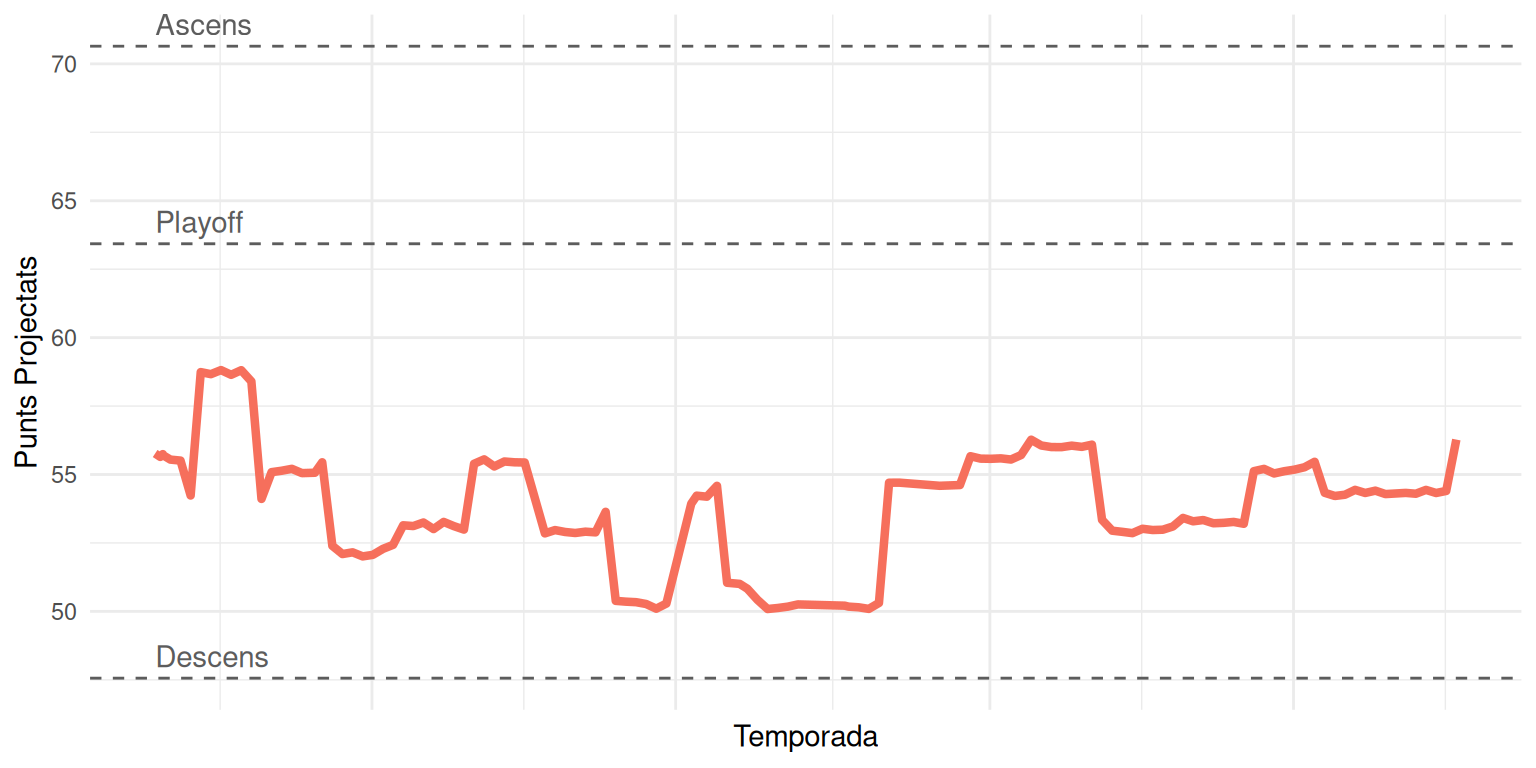 Ascens
70
65
Playoff
Punts Projectats
60
55
50
Descens
Temporada